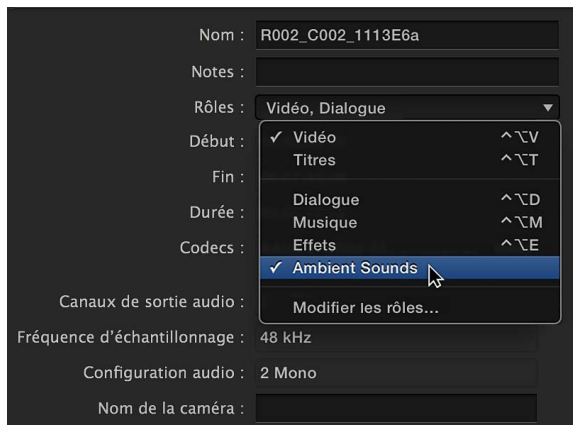 Nom : R002_C002_1113E6a
Notes :
Rôles : Vidéo, Dialogue
Début : ✓ Vidéo ^⌥V
Titres ^⌥T
Fin :
Dialogue ^⌥D
Durée : Musique ^⌥M
Codecs : Effets ^⌥E
✓ Ambient Sounds
Canaux de sortie audio : Modifier les rôles...
Fréquence d'échantillonnage : 48 kHz
Configuration audio : 2 Mono
Nom de la caméra :